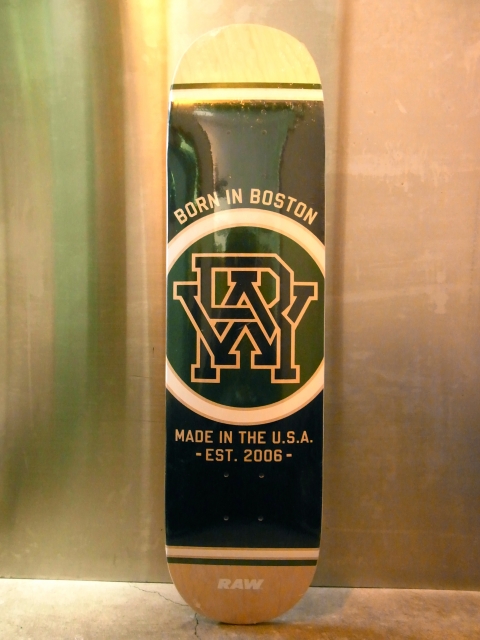 BORN IN BOSTON
RAW
MADE IN THE U.S.A.
-EST. 2006-
RAW